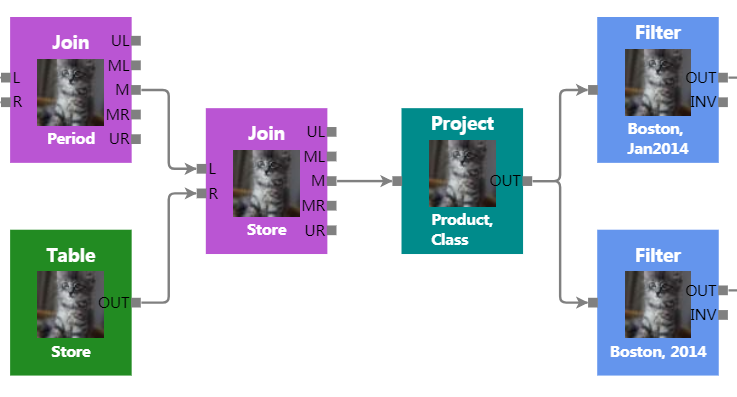 Join
UL
ML
L
M
R
MR
Period
UR
Table
OUT
Store
Join
UL
ML
L
M
R
MR
Store
UR
Project
OUT
Product,
Class
Filter
OUT
INV
Boston,
Jan2014
Filter
OUT
INV
Boston, 2014